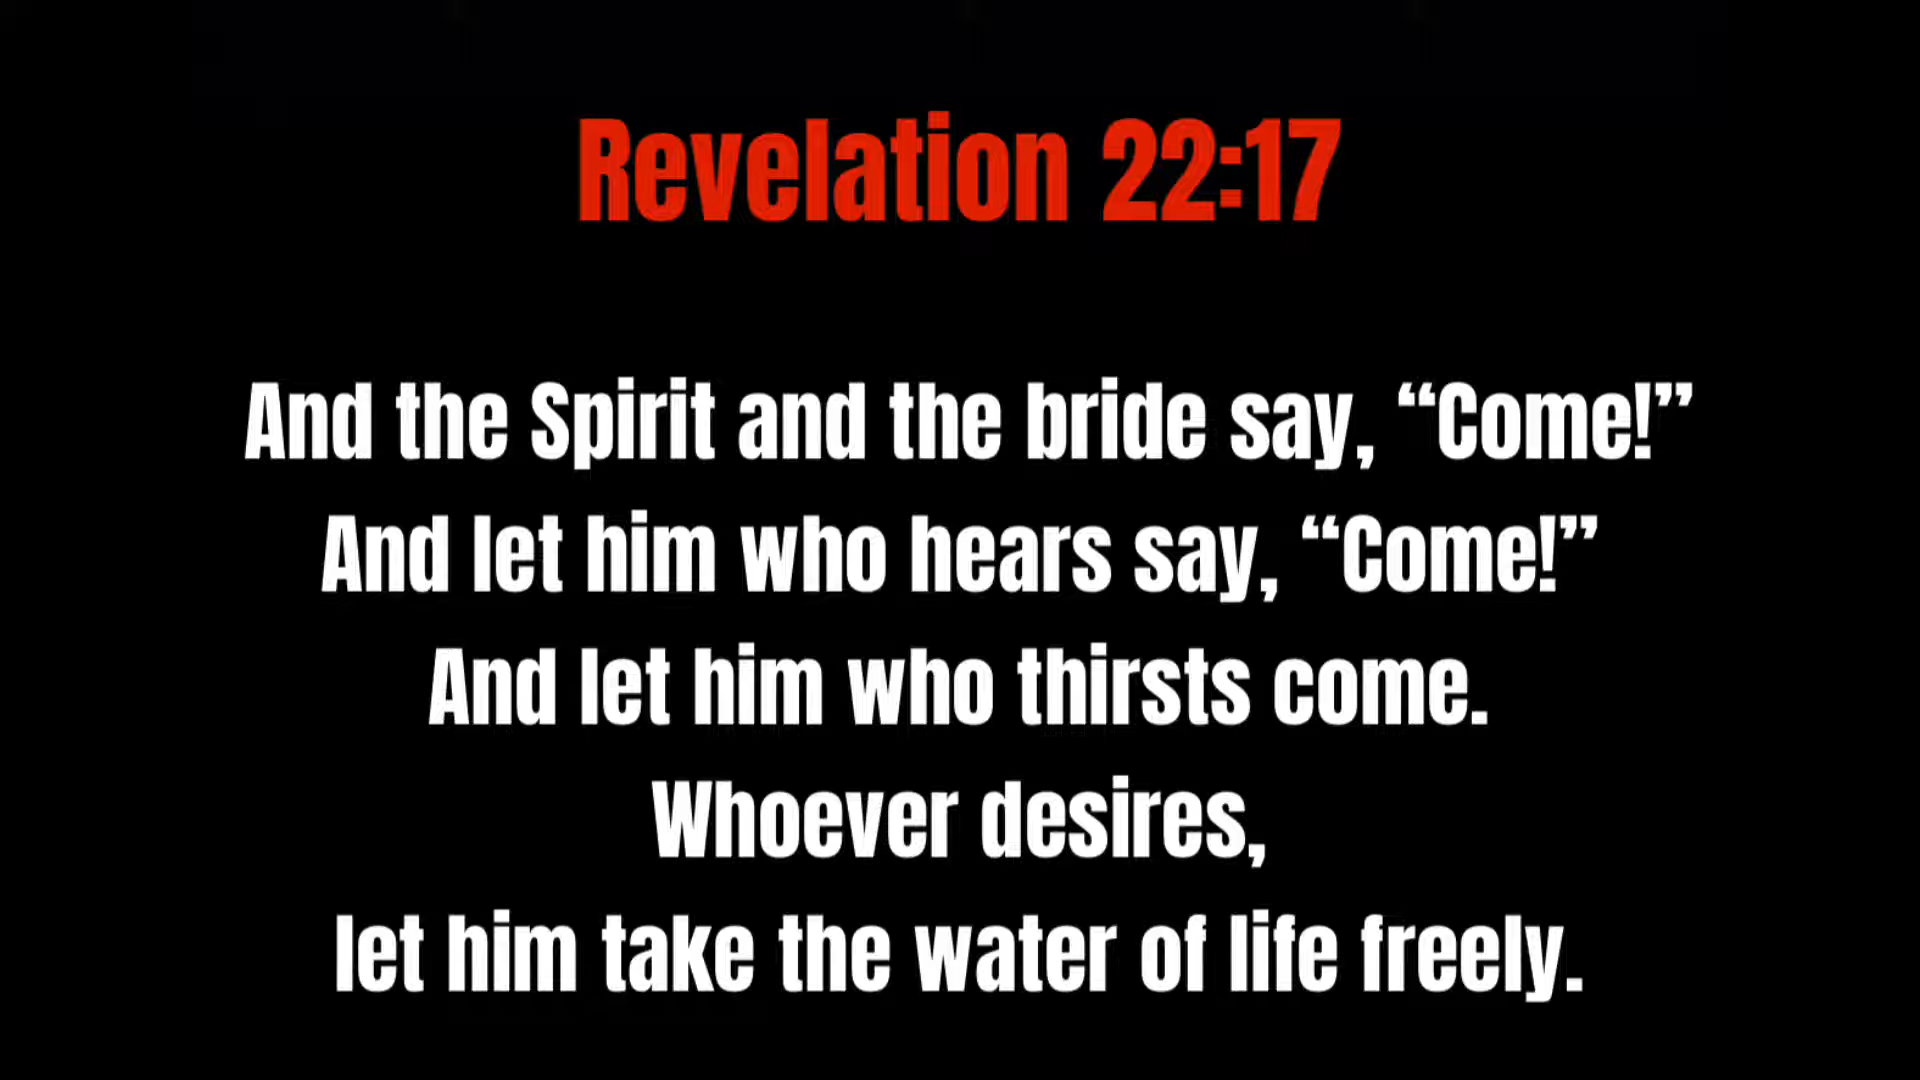 Revelation 22:17
And the Spirit and the bride say, “Come!”
And let him who hears say, “Come!”
And let him who thirsts come.
Whoever desires,
let him take the water of life freely.